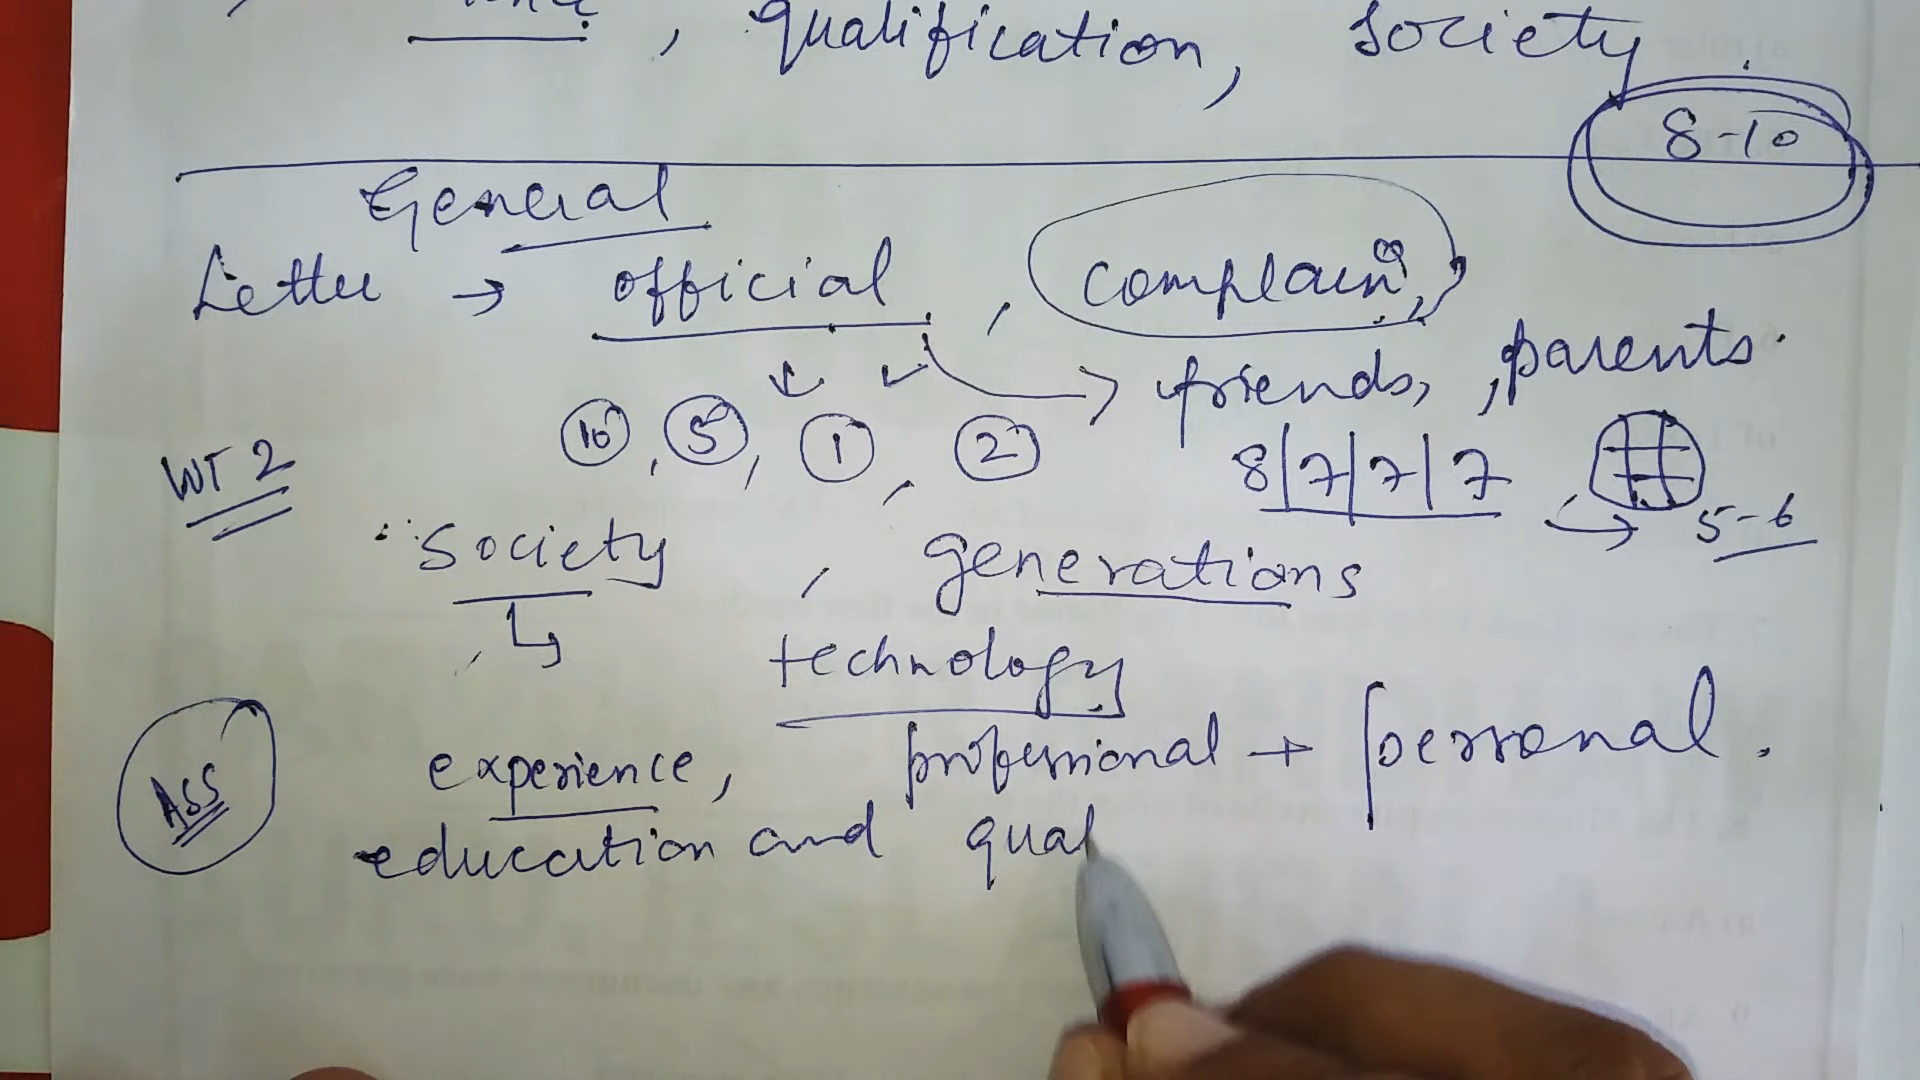 , qualification, society.
8-10
General
Letter → official, complain,
→ friends, parents.
10, 5, 1, 2
8|7|7|7
5-6
WT 2
society, generations
technology
Ass
experience, professional + personal.
education and qual